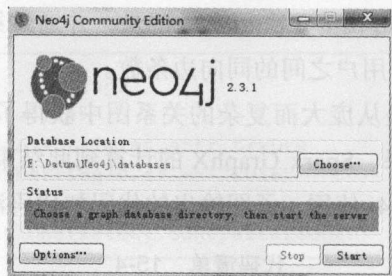 Neo4j Community Edition
neo4j 2.3.1
Database Location
E:\Datum\Neo4j\databases
Choose...
Status
Choose a graph database directory, then start the server
Options...
Stop
Start